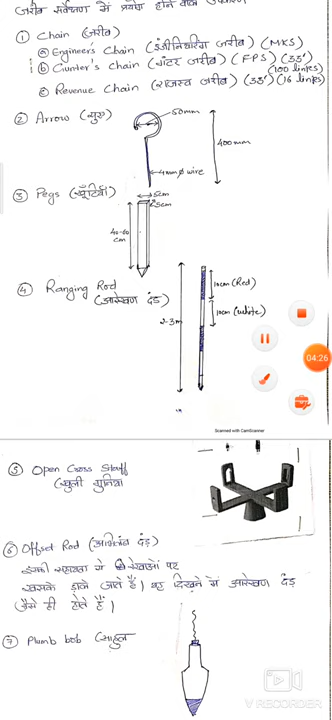 जरीब सर्वेक्षण में प्रयोग होने वाले उपकरण
① Chain (जरीब)
ⓐ Engineer's Chain (इंजीनियरिंग जरीब) (MKS)
ⓑ Gunter's Chain (गंटर जरीब) (FPS) (33')
(100 links)
ⓒ Revenue Chain (राजस्व जरीब) (33') (16 links)
② Arrow (सुए)
50mm
400mm
4mm ø wire
③ Pegs (खूँटियाँ)
5cm
5cm
40-60
cm
④ Ranging Rod
(आरेखण दंड)
2-3m
10cm (Red)
10cm (white)
04:26
Scanned with CamScanner
⑤ Open Cross Staff
(खुली गुनिया
⑥ Offset Rod (अभिलंब दंड)
इसकी सहायता से रेखाओं पर
खसके डाले जाते हैं। यह दिखने में आरेखण दंड
जैसे ही होते हैं।
⑦ Plumb bob (साहुल
V RECORDER